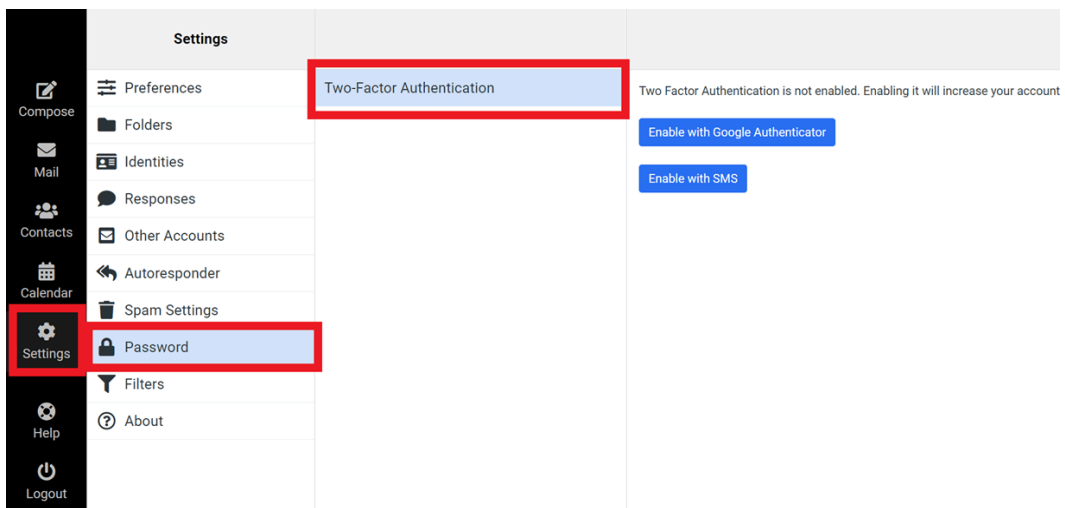 Settings
Compose
Mail
Contacts
Calendar
Settings
Help
Logout
Preferences
Folders
Identities
Responses
Other Accounts
Autoresponder
Spam Settings
Password
Filters
About
Two-Factor Authentication
Two Factor Authentication is not enabled. Enabling it will increase your account
Enable with Google Authenticator
Enable with SMS